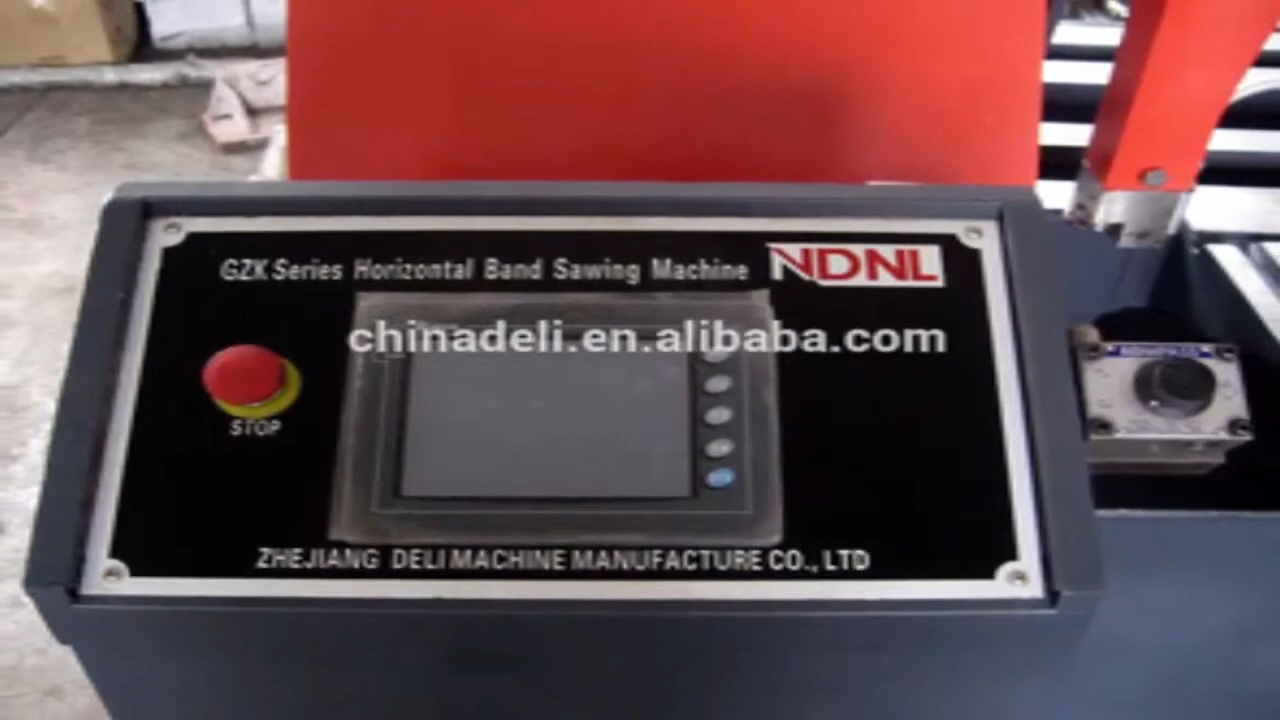 GZK Series Horizontal Band Sawing Machine NDNL
chinadeli.en.alibaba.com
STOP
ZHEJIANG DELI MACHINE MANUFACTURE CO., LTD